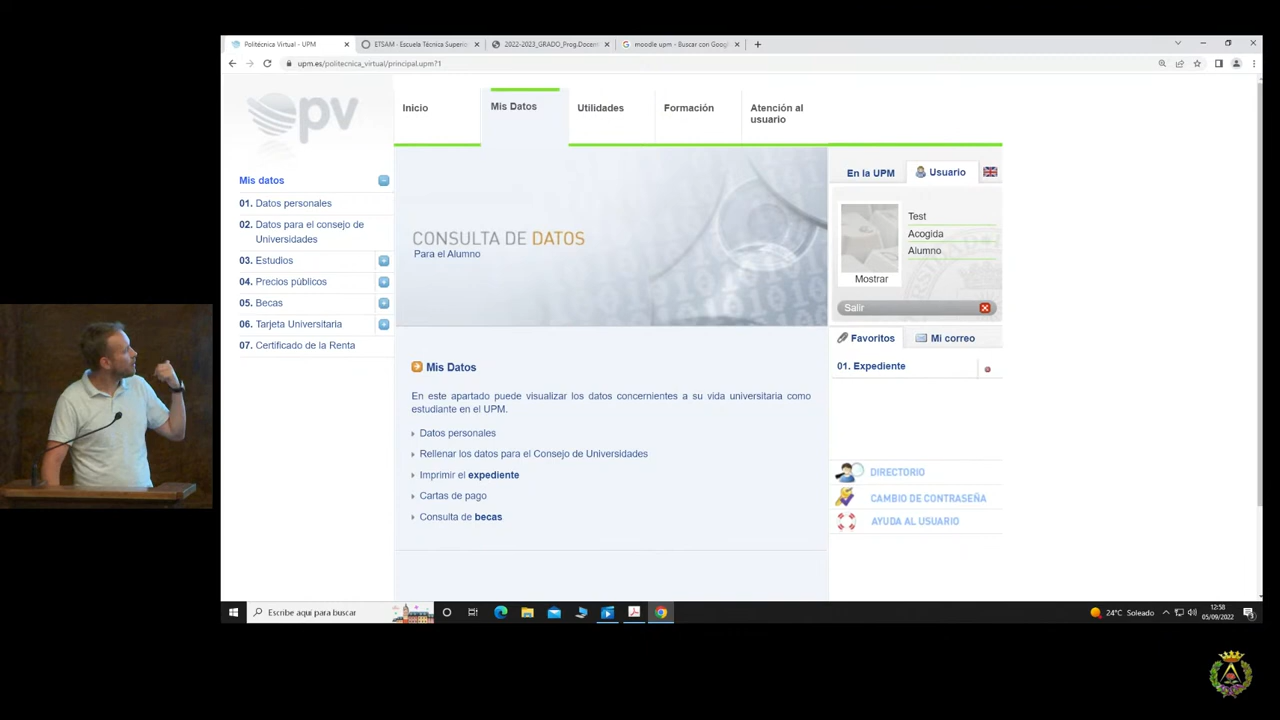 Politécnica Virtual - UPM
ETSAM - Escuela Técnica Superio
2022-2023_GRADO_Prog.Docent
moodle upm - Buscar con Goog
upm.es/politecnica_virtual/principal.upm?1
pv
Inicio
Mis Datos
Utilidades
Formación
Atención al
usuario
Mis datos
01. Datos personales
02. Datos para el consejo de
Universidades
03. Estudios
04. Precios públicos
05. Becas
06. Tarjeta Universitaria
07. Certificado de la Renta
CONSULTA DE DATOS
Para el Alumno
Mis Datos
En este apartado puede visualizar los datos concernientes a su vida universitaria como
estudiante en el UPM.
Datos personales
Rellenar los datos para el Consejo de Universidades
Imprimir el expediente
Cartas de pago
Consulta de becas
En la UPM
Usuario
Test
Acogida
Alumno
Mostrar
Salir
Favoritos
Mi correo
01. Expediente
DIRECTORIO
CAMBIO DE CONTRASEÑA
AYUDA AL USUARIO
Escribe aquí para buscar
24°C Soleado
12:58
05/09/2022